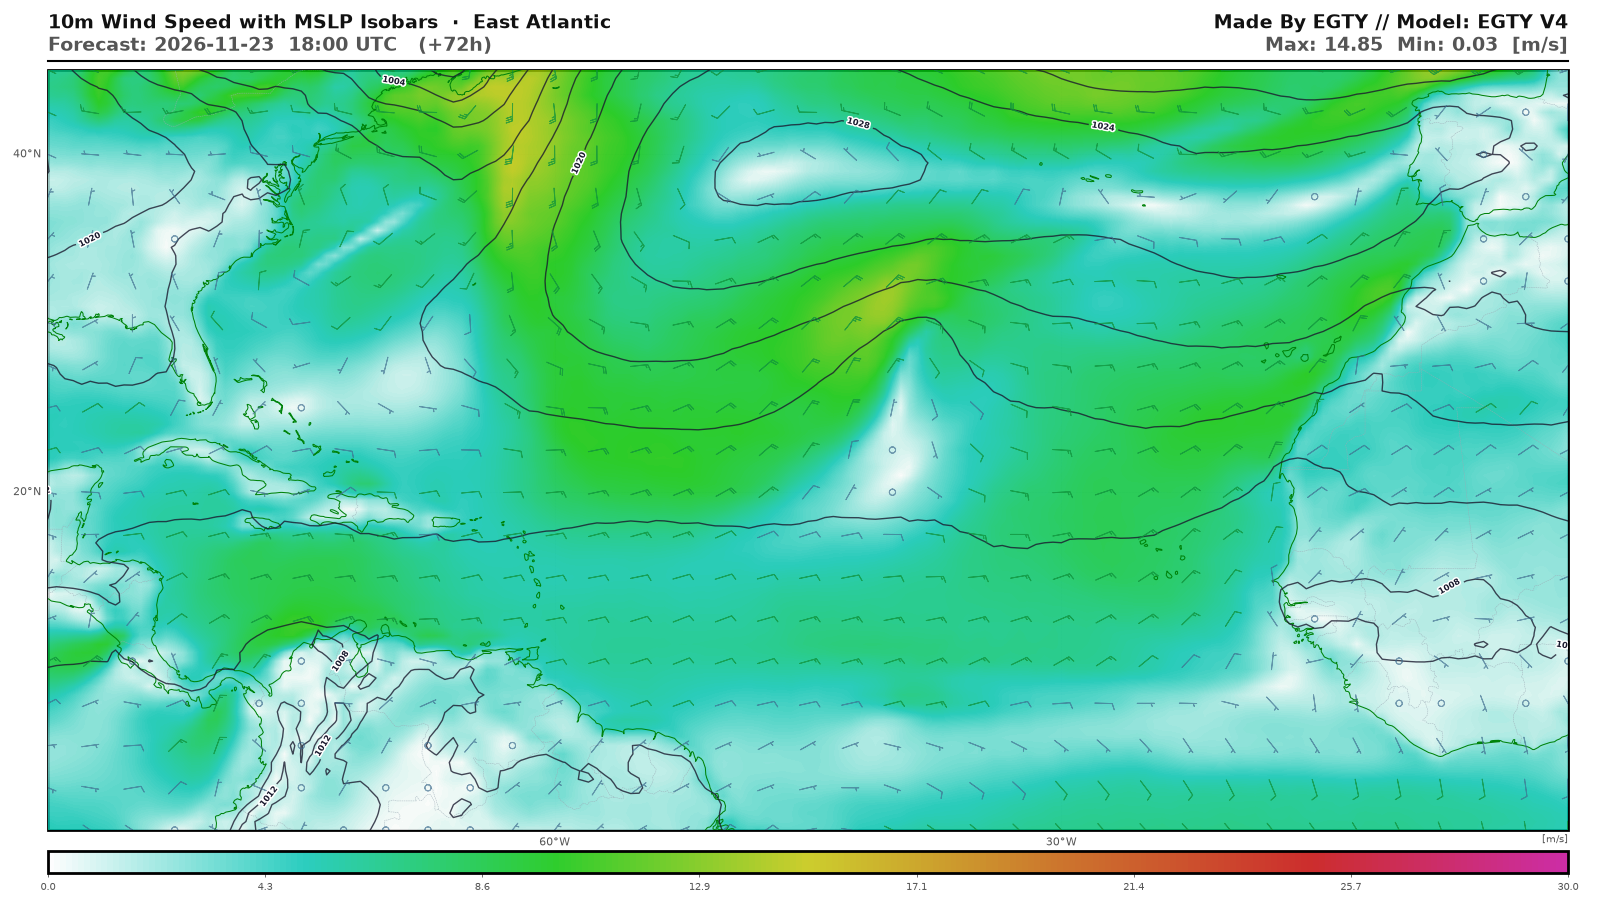 10m Wind Speed with MSLP Isobars · East Atlantic
Made By EGTY // Model: EGTY V4
Forecast: 2026-11-23 18:00 UTC (+72h)
Max: 14.85 Min: 0.03 [m/s]
1004
1028
1024
40°N
1020
1020
20°N
1008
10
1008
1012
1012
60°W
30°W
[m/s]
0.0
4.3
8.6
12.9
17.1
21.4
25.7
30.0